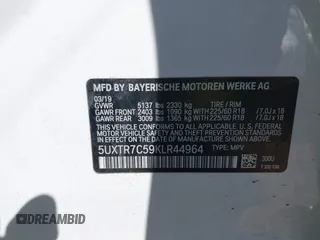 MFD BY BAYERISCHE MOTOREN WERKE AG
03/19
GVWR 5137 lbs 2330 kg TIRE / RIM
GAWR FRONT 2403 lbs 1090 kg WITH 225/60 R18 / 7.0J x 18
GAWR REAR 3009 lbs 1365 kg WITH 225/60 R18 / 7.0J x 18
THIS VEHICLE CONFORMS TO ALL APPLICABLE U.S. FEDERAL
MOTOR VEHICLE SAFETY AND THEFT PREVENTION STANDARDS IN
EFFECT ON THE DATE OF MANUFACTURE SHOWN ABOVE.
5UXTR7C59KLR44964 TYPE: MPV
300U
© DEALERBID AUTOBIDMASTER